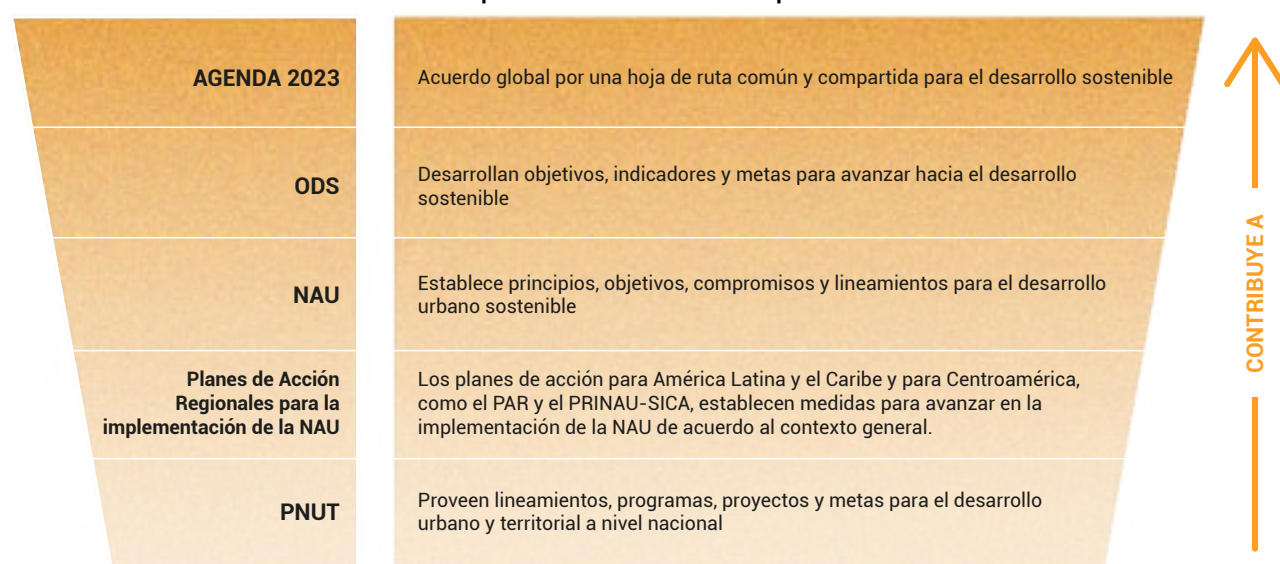 AGENDA 2023
Acuerdo global por una hoja de ruta común y compartida para el desarrollo sostenible
ODS
Desarrollan objetivos, indicadores y metas para avanzar hacia el desarrollo
sostenible
NAU
Establece principios, objetivos, compromisos y lineamientos para el desarrollo
urbano sostenible
Planes de Acción
Regionales para la
implementación de la NAU
Los planes de acción para América Latina y el Caribe y para Centroamérica,
como el PAR y el PRINAU-SICA, establecen medidas para avanzar en la
implementación de la NAU de acuerdo al contexto general.
PNUT
Proveen lineamientos, programas, proyectos y metas para el desarrollo
urbano y territorial a nivel nacional
CONTRIBUYE A